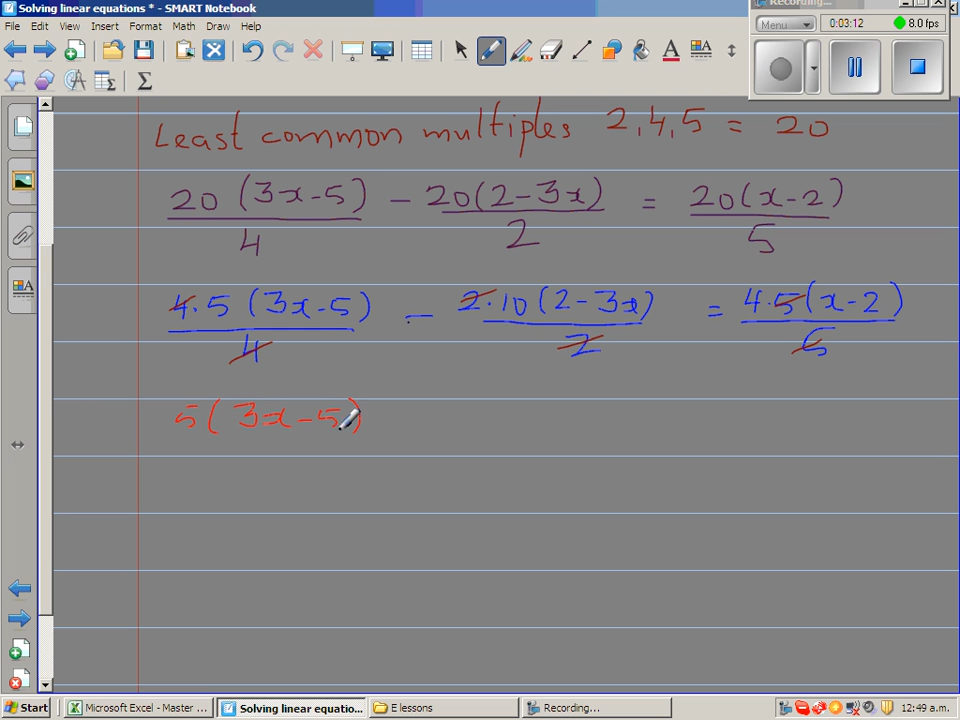 Solving linear equations * - SMART Notebook
Recording...
File Edit View Insert Format Math Draw Help
Menu 0:03:12 8.0 fps
Least common multiples 2,4,5 = 20
20 (3x-5) - 20(2-3x) = 20(x-2)
4 2 5
4.5 (3x-5) - 2.10(2-3x) = 4.5(x-2)
4 2 5
5(3x-5)
Start Microsoft Excel - Master ... Solving linear equatio... E lessons Recording... 12:49 a.m.